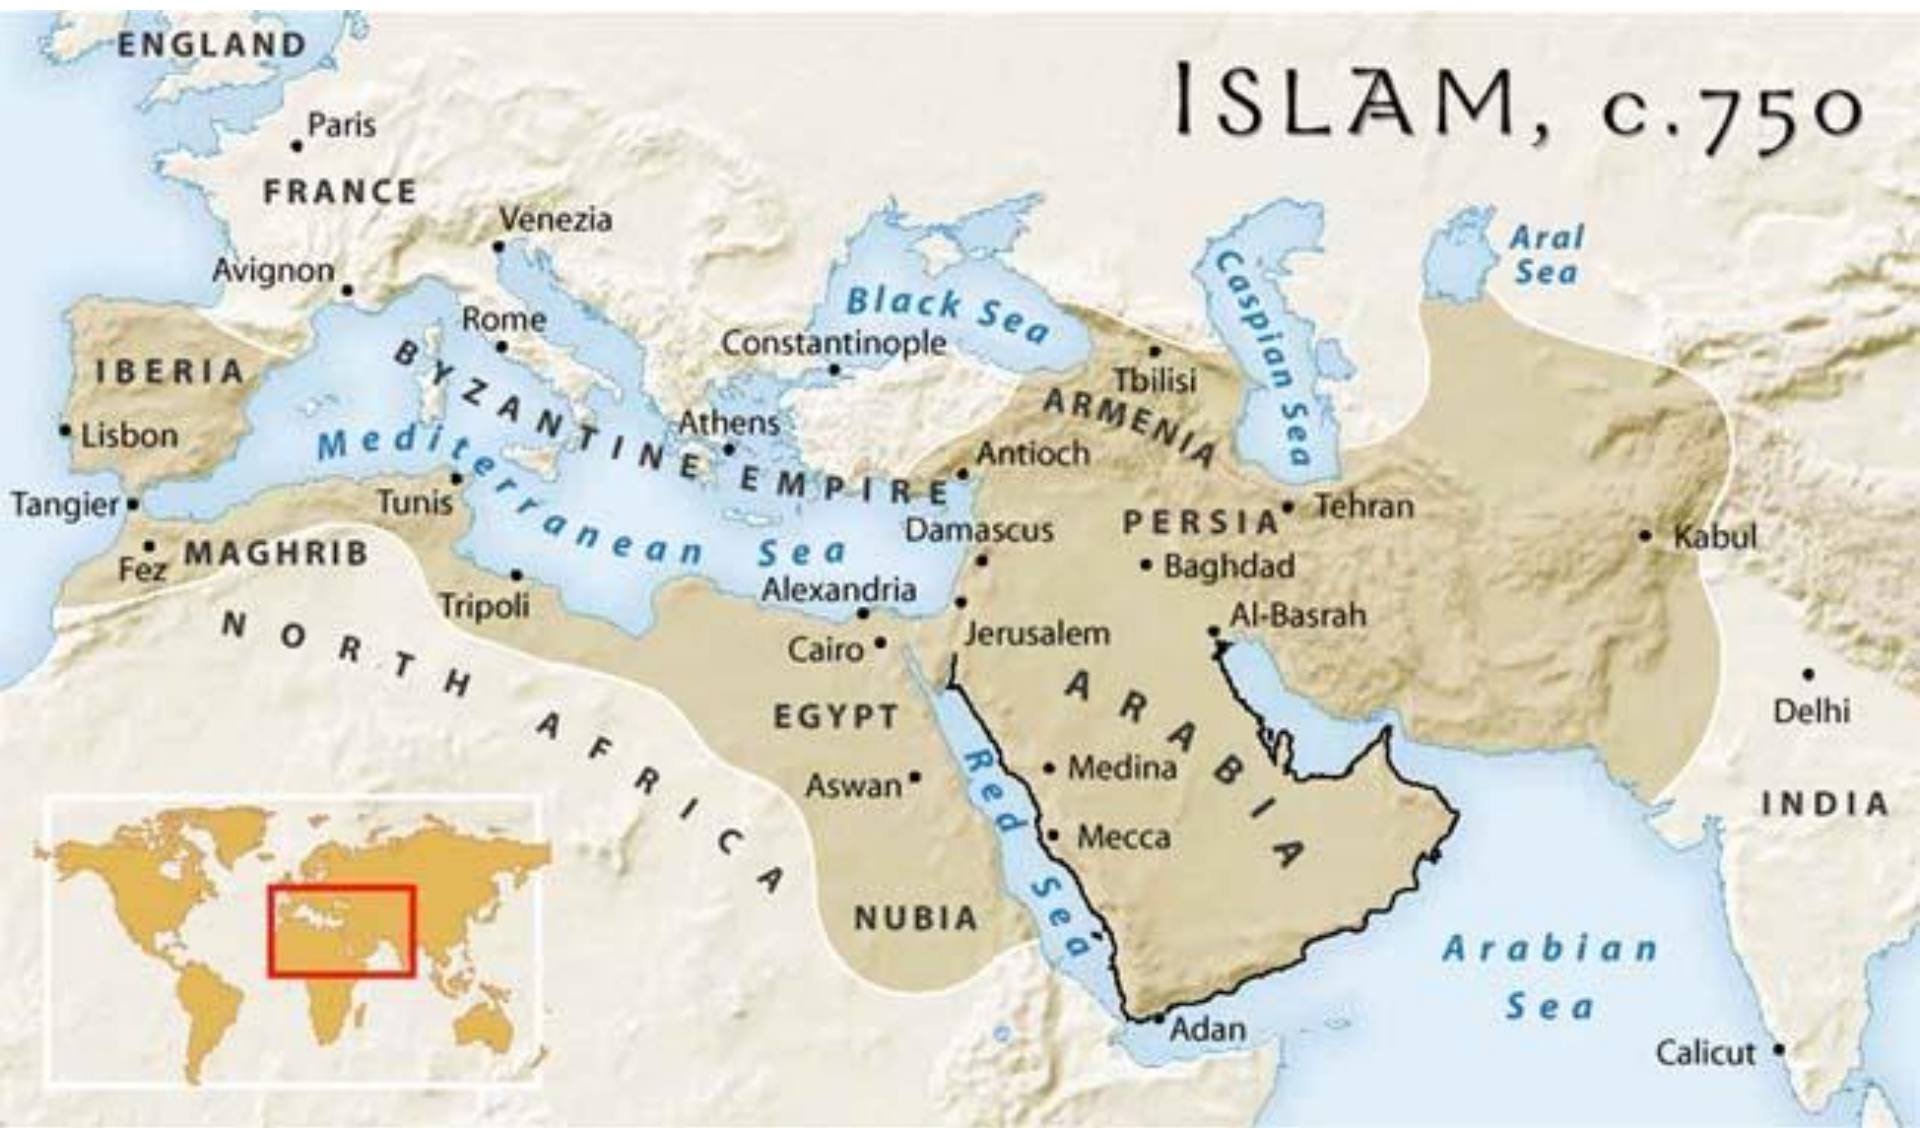 ENGLAND
ISLAM, c.750
Paris
FRANCE
Venezia
Avignon
Aral
Sea
Caspian Sea
Black Sea
Rome
Constantinople
BYZANTINE EMPIRE
IBERIA
Tbilisi
ARMENIA
Athens
Lisbon
Mediterranean Sea
Antioch
Tangier
Tunis
Damascus
PERSIA
Tehran
Kabul
Fez
MAGHRIB
Baghdad
Alexandria
Tripoli
Al-Basrah
NORTH AFRICA
Cairo
Jerusalem
ARABIA
EGYPT
Delhi
Red Sea
Medina
Aswan
INDIA
Mecca
NUBIA
Arabian
Sea
Adan
Calicut